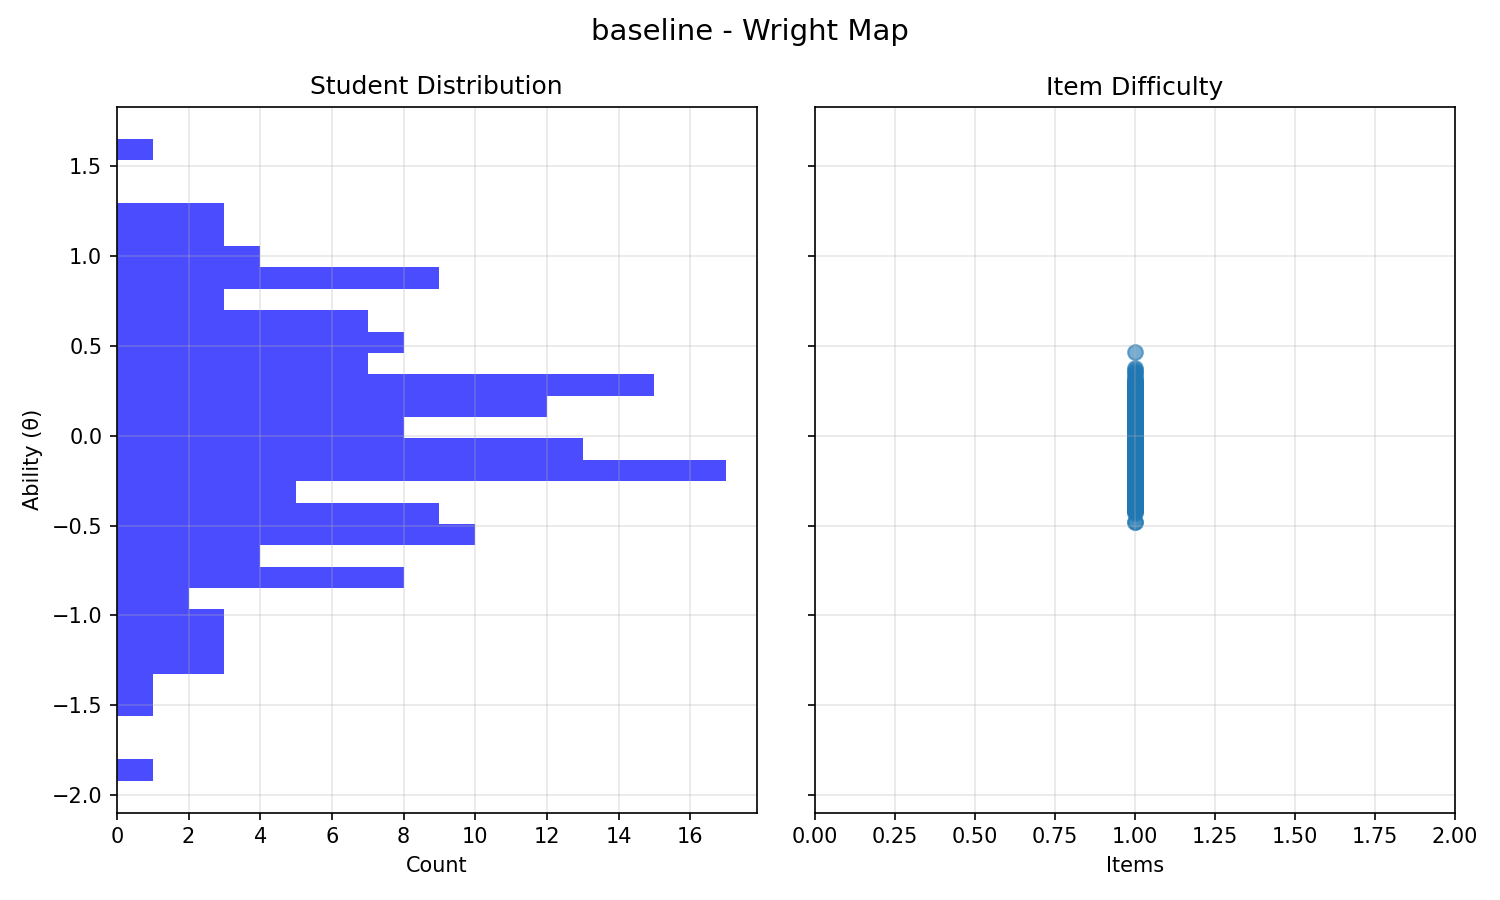 baseline - Wright Map
Student Distribution
Item Difficulty
Ability (θ)
1.5
1.0
0.5
0.0
−0.5
−1.0
−1.5
−2.0
0 2 4 6 8 10 12 14 16
Count
0.00 0.25 0.50 0.75 1.00 1.25 1.50 1.75 2.00
Items